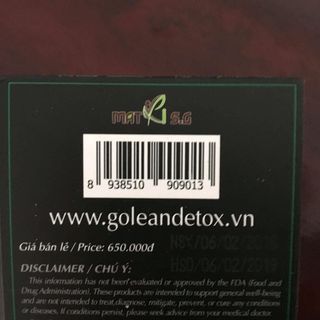 MAT S.G
8 938510 909013
www.goleandetox.vn
Giá bán lẻ / Price: 650.000đ
NSX/06/02/2018
HSD/06/02/2019
DISCLAIMER / CHÚ Ý:
This information has not been evaluated or approved by the FDA (Food and
Drug Administration). These products are intended to support general well-being
and are not intended to treat,diagnose, mitigate, prevent, or cure any conditions
or diseases. If conditions persist, please seek advice from your medical doctor.